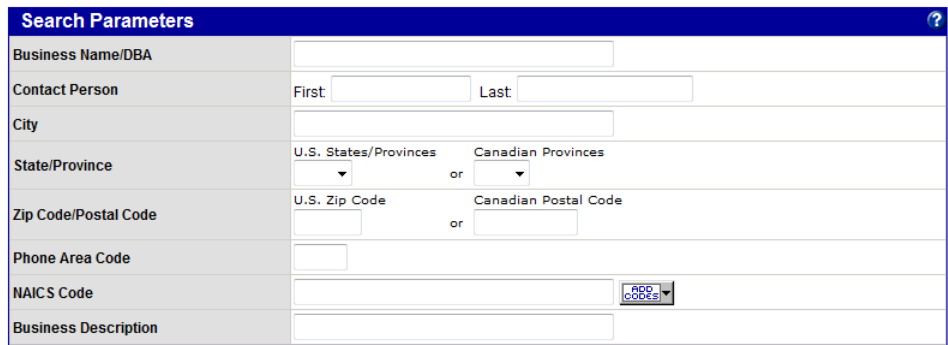 Search Parameters ?
Business Name/DBA
Contact Person First: Last:
City
U.S. States/Provinces Canadian Provinces
State/Province or
U.S. Zip Code Canadian Postal Code
Zip Code/Postal Code or
Phone Area Code
NAICS Code ADD CODES
Business Description